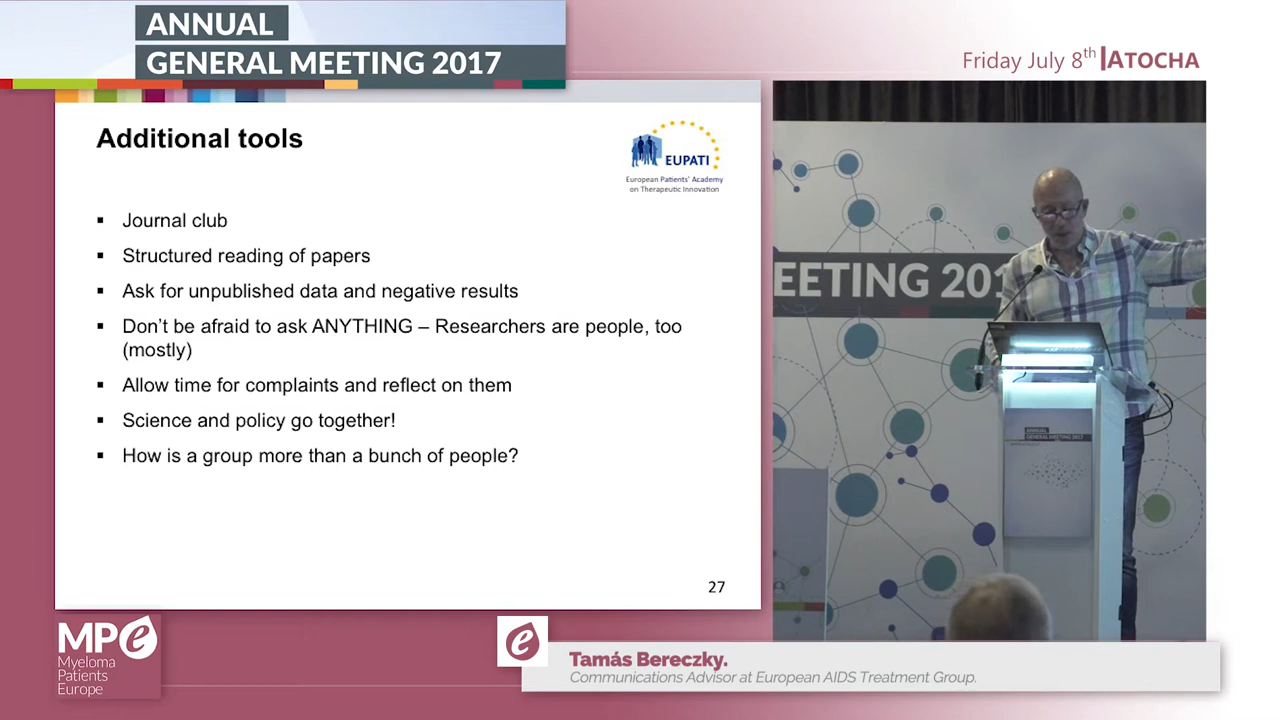 ANNUAL
GENERAL MEETING 2017
Friday July 8th ATOCHA
Additional tools
EUPATI
European Patients' Academy
on Therapeutic Innovation
▪ Journal club
▪ Structured reading of papers
▪ Ask for unpublished data and negative results
▪ Don't be afraid to ask ANYTHING – Researchers are people, too
(mostly)
▪ Allow time for complaints and reflect on them
▪ Science and policy go together!
▪ How is a group more than a bunch of people?
27
EETING 201
ANNUAL
GENERAL MEETING 2017
MPe
Myeloma
Patients
Europe
e
Tamás Bereczky.
Communications Advisor at European AIDS Treatment Group.